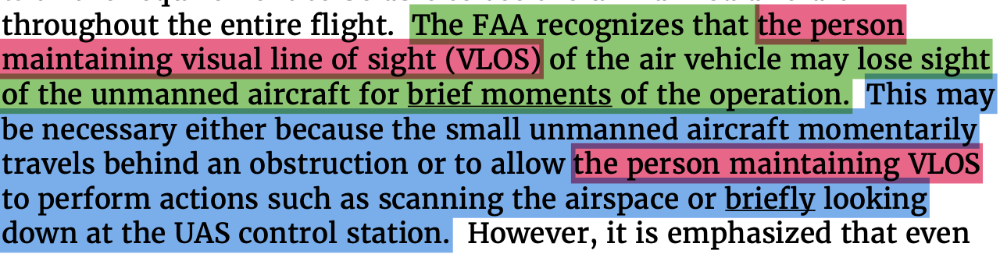 throughout the entire flight. The FAA recognizes that the person
maintaining visual line of sight (VLOS) of the air vehicle may lose sight
of the unmanned aircraft for brief moments of the operation. This may
be necessary either because the small unmanned aircraft momentarily
travels behind an obstruction or to allow the person maintaining VLOS
to perform actions such as scanning the airspace or briefly looking
down at the UAS control station. However, it is emphasized that even